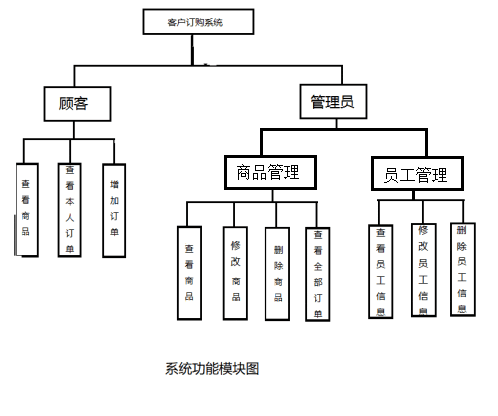 客户订购系统
顾客
管理员
商品管理
员工管理
查看商品
查看本人订单
增加订单
查看商品
修改商品
删除商品
查看全部订单
查看员工信息
修改员工信息
删除员工信息
系统功能模块图